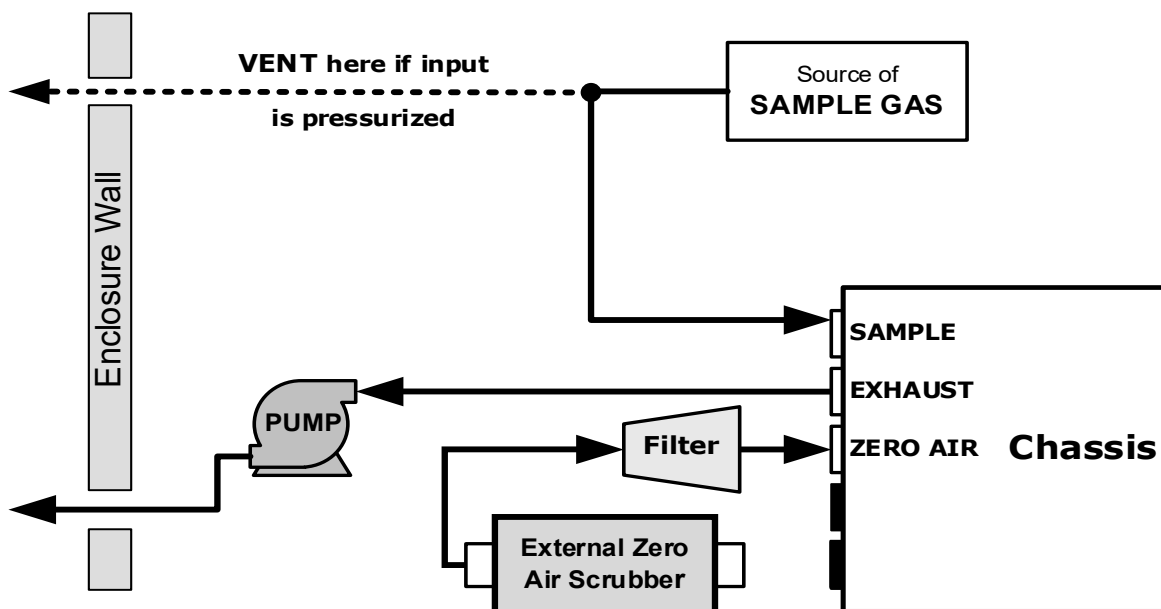 VENT here if input
is pressurized
Source of
SAMPLE GAS
Enclosure Wall
SAMPLE
EXHAUST
PUMP
Filter
ZERO AIR
Chassis
External Zero
Air Scrubber